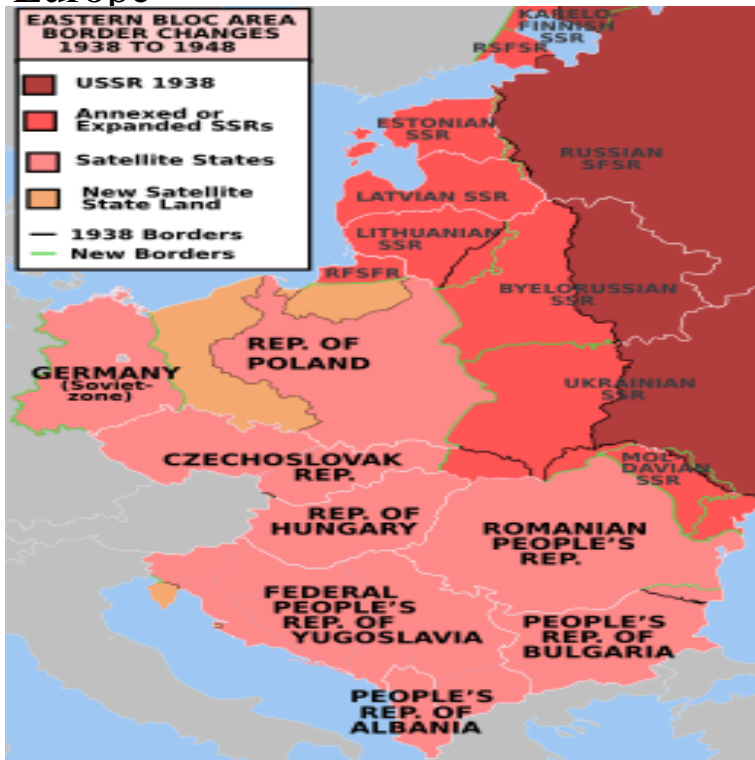 Europe
EASTERN BLOC AREA
BORDER CHANGES
1938 TO 1948
USSR 1938
Annexed or
Expanded SSRs
Satellite States
New Satellite
State Land
1938 Borders
New Borders
KARELO-
FINNISH
SSR
RSFSR
ESTONIAN
SSR
RUSSIAN
SFSR
LATVIAN SSR
LITHUANIAN
SSR
RFSFR
BYELORUSSIAN
SSR
REP. OF
POLAND
GERMANY
(Soviet-
zone)
UKRAINIAN
SSR
CZECHOSLOVAK
REP.
MOL-
DAVIAN
SSR
REP. OF
HUNGARY
ROMANIAN
PEOPLE'S
REP.
FEDERAL
PEOPLE'S
REP. OF
YUGOSLAVIA
PEOPLE'S
REP. OF
BULGARIA
PEOPLE'S
REP. OF
ALBANIA